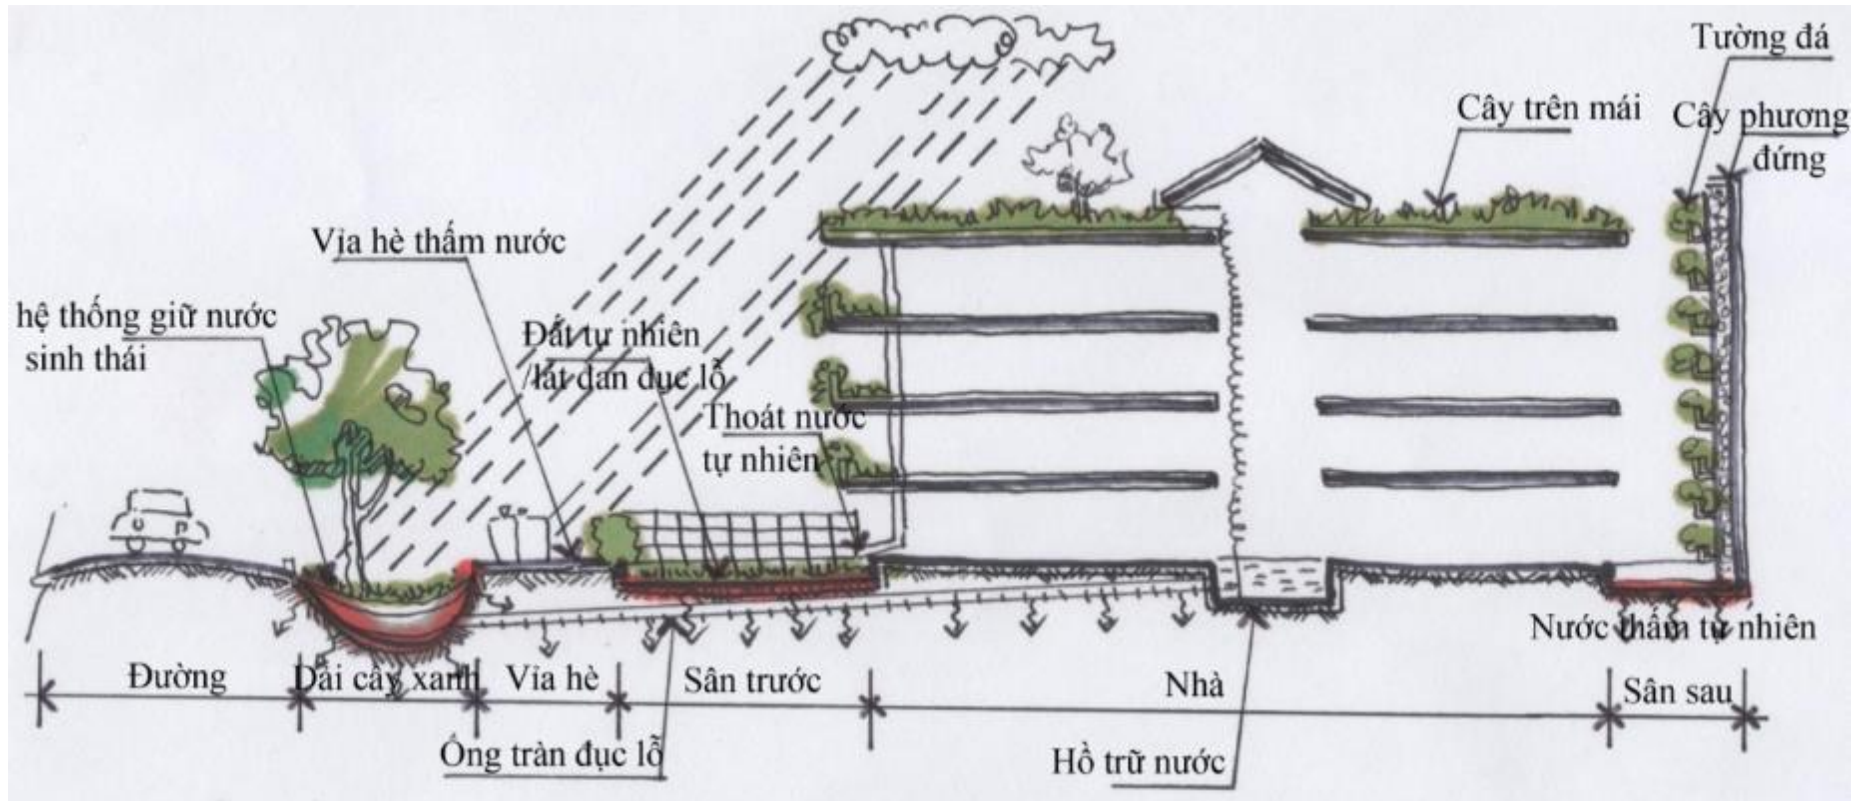 Tường đá
Cây trên mái
Cây phương
đứng
Vỉa hè thấm nước
hệ thống giữ nước
sinh thái
Đất tự nhiên
/lát đan đục lỗ
Thoát nước
tự nhiên
Nước thấm tự nhiên
Đường
Dải cây xanh
Vỉa hè
Sân trước
Nhà
Sân sau
Ống tràn đục lỗ
Hồ trữ nước